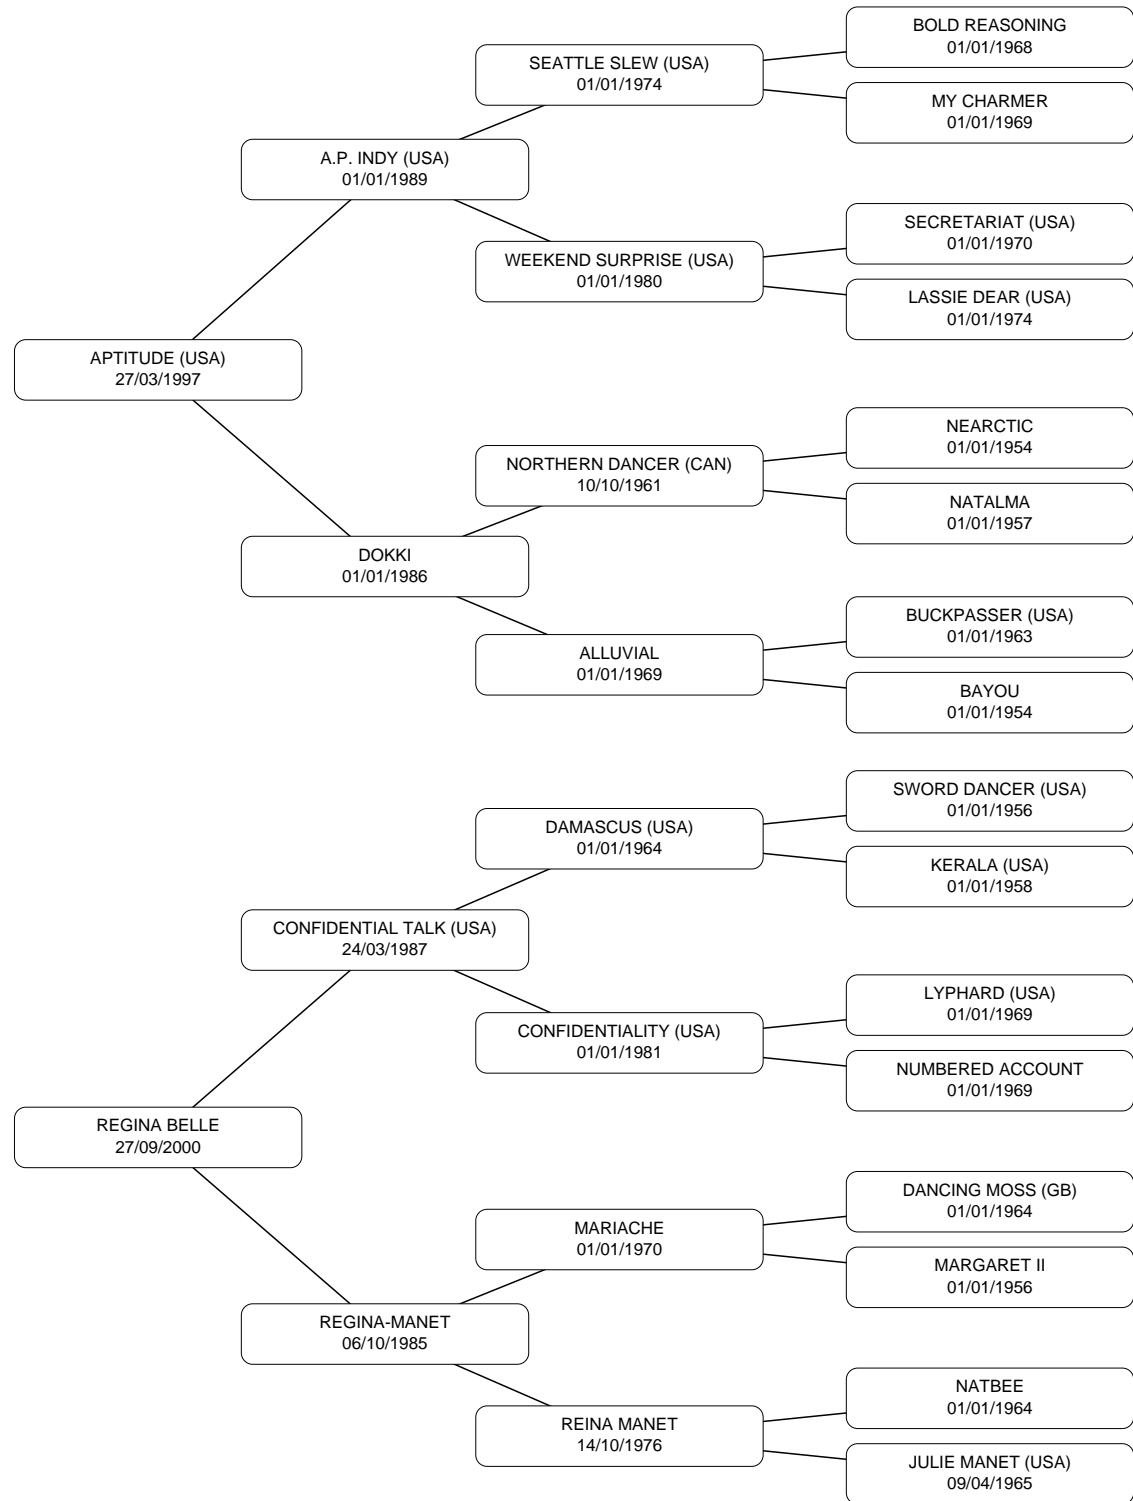 BOLD REASONING
01/01/1968
SEATTLE SLEW (USA)
01/01/1974
MY CHARMER
01/01/1969
A.P. INDY (USA)
01/01/1989
SECRETARIAT (USA)
01/01/1970
WEEKEND SURPRISE (USA)
01/01/1980
LASSIE DEAR (USA)
01/01/1974
APTITUDE (USA)
27/03/1997
NEARCTIC
01/01/1954
NORTHERN DANCER (CAN)
10/10/1961
NATALMA
01/01/1957
DOKKI
01/01/1986
BUCKPASSER (USA)
01/01/1963
ALLUVIAL
01/01/1969
BAYOU
01/01/1954
SWORD DANCER (USA)
01/01/1956
DAMASCUS (USA)
01/01/1964
KERALA (USA)
01/01/1958
CONFIDENTIAL TALK (USA)
24/03/1987
LYPHARD (USA)
01/01/1969
CONFIDENTIALITY (USA)
01/01/1981
NUMBERED ACCOUNT
01/01/1969
REGINA BELLE
27/09/2000
DANCING MOSS (GB)
01/01/1964
MARIACHE
01/01/1970
MARGARET II
01/01/1956
REGINA-MANET
06/10/1985
NATBEE
01/01/1964
REINA MANET
14/10/1976
JULIE MANET (USA)
09/04/1965